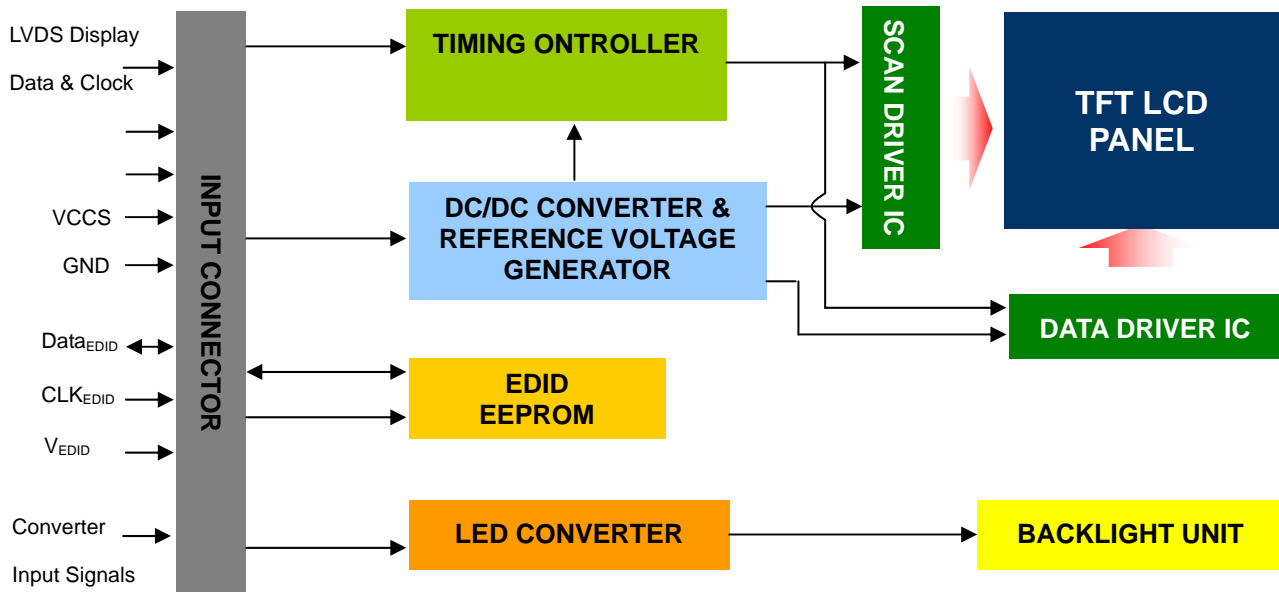 LVDS Display
Data & Clock
VCCS
GND
DataEDID
CLKEDID
VEDID
Converter
Input Signals
INPUT CONNECTOR
TIMING ONTROLLER
DC/DC CONVERTER &
REFERENCE VOLTAGE
GENERATOR
EDID
EEPROM
LED CONVERTER
SCAN DRIVER IC
TFT LCD
PANEL
DATA DRIVER IC
BACKLIGHT UNIT